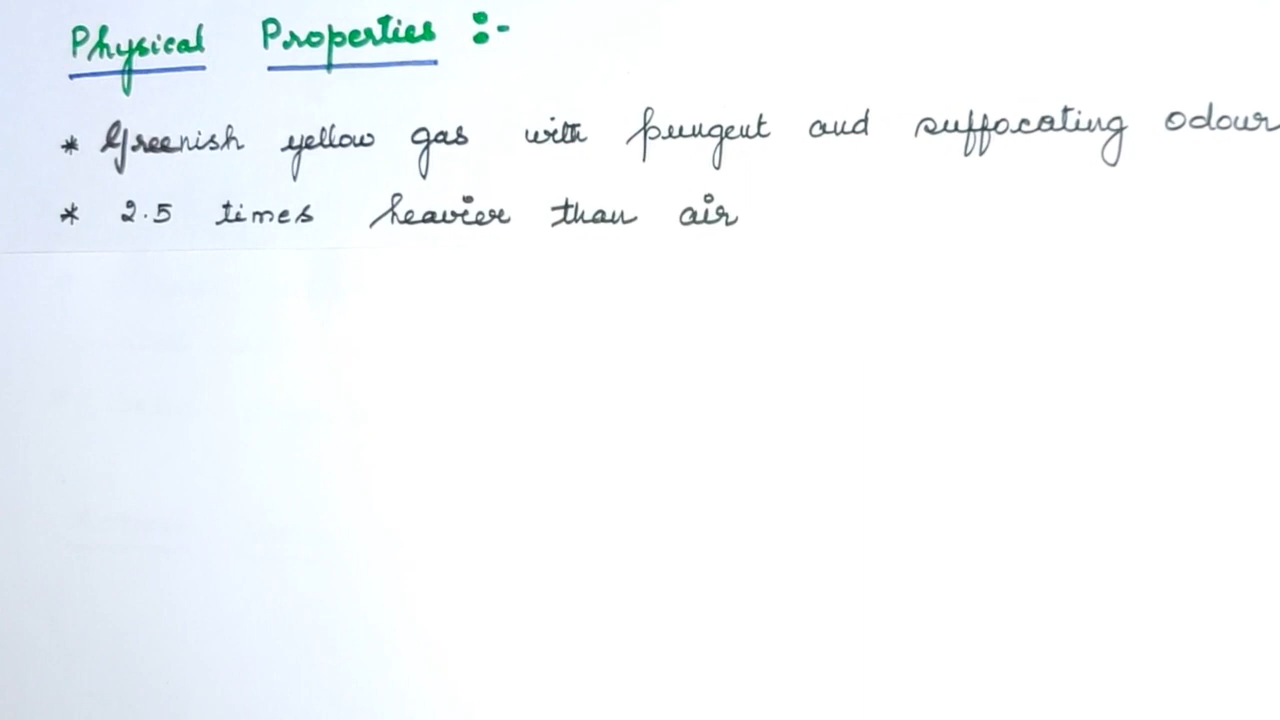 Physical Properties :-
* Greenish yellow gas with pungent and suffocating odour
* 2.5 times heavier than air